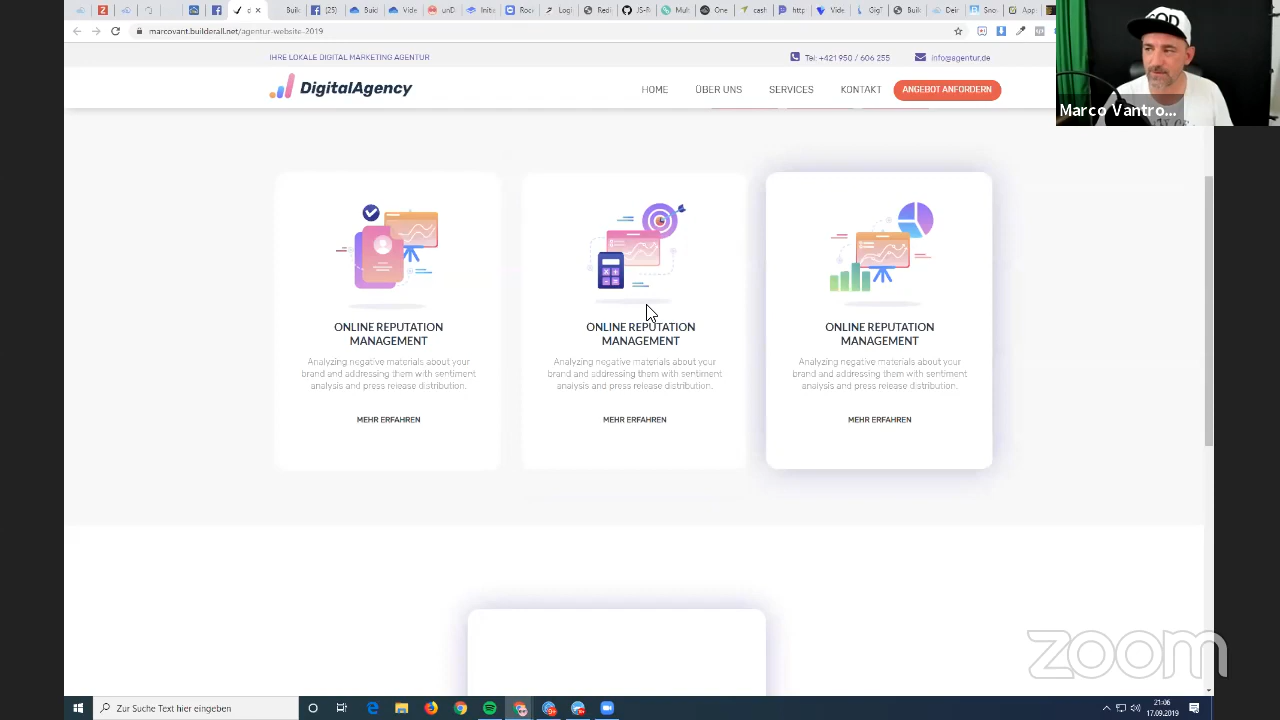 (25)
marcovant.builderall.net/agentur-website-2019
IHRE LOKALE DIGITAL MARKETING AGENTUR
Tel: +421 950 / 606 255
info@agentur.de
DigitalAgency
HOME
ÜBER UNS
SERVICES
KONTAKT
ANGEBOT ANFORDERN
Marco Vantro...
ONLINE REPUTATION
MANAGEMENT
Analyzing negative materials about your
brand and addressing them with sentiment
analysis and press release distribution.
MEHR ERFAHREN
ONLINE REPUTATION
MANAGEMENT
Analyzing negative materials about your
brand and addressing them with sentiment
analysis and press release distribution.
MEHR ERFAHREN
ONLINE REPUTATION
MANAGEMENT
Analyzing negative materials about your
brand and addressing them with sentiment
analysis and press release distribution.
MEHR ERFAHREN
zoom
Zur Suche Text hier eingeben
21:06
17.09.2019